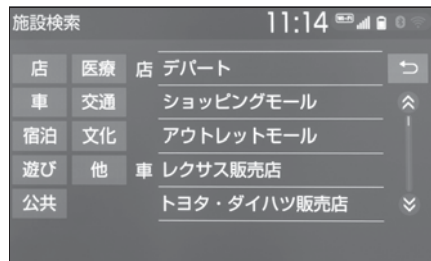 施設検索 11:14
店 医療 店 デパート
車 交通 ショッピングモール
宿泊 文化 アウトレットモール
遊び 他 車 レクサス販売店
公共 トヨタ・ダイハツ販売店